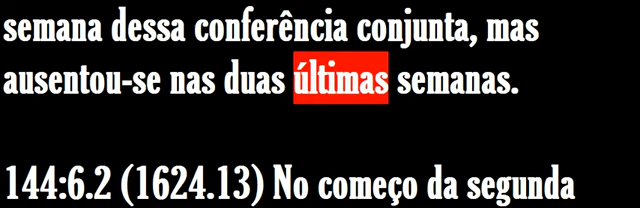 semana dessa conferência conjunta, mas
ausentou-se nas duas últimas semanas.
144:6.2 (1624.13) No começo da segunda